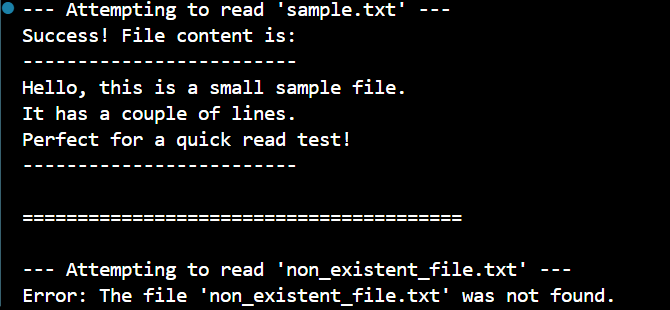 --- Attempting to read 'sample.txt' ---
Success! File content is:
-------------------------
Hello, this is a small sample file.
It has a couple of lines.
Perfect for a quick read test!
-------------------------
========================================
--- Attempting to read 'non_existent_file.txt' ---
Error: The file 'non_existent_file.txt' was not found.